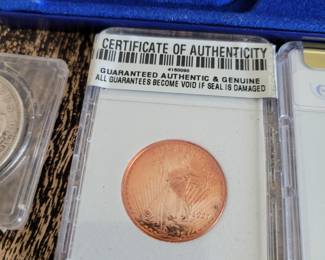 CERTIFICATE OF AUTHENTICITY
GUARANTEED AUTHENTIC & GENUINE
ALL GUARANTEES BECOME VOID IF SEAL IS DAMAGED